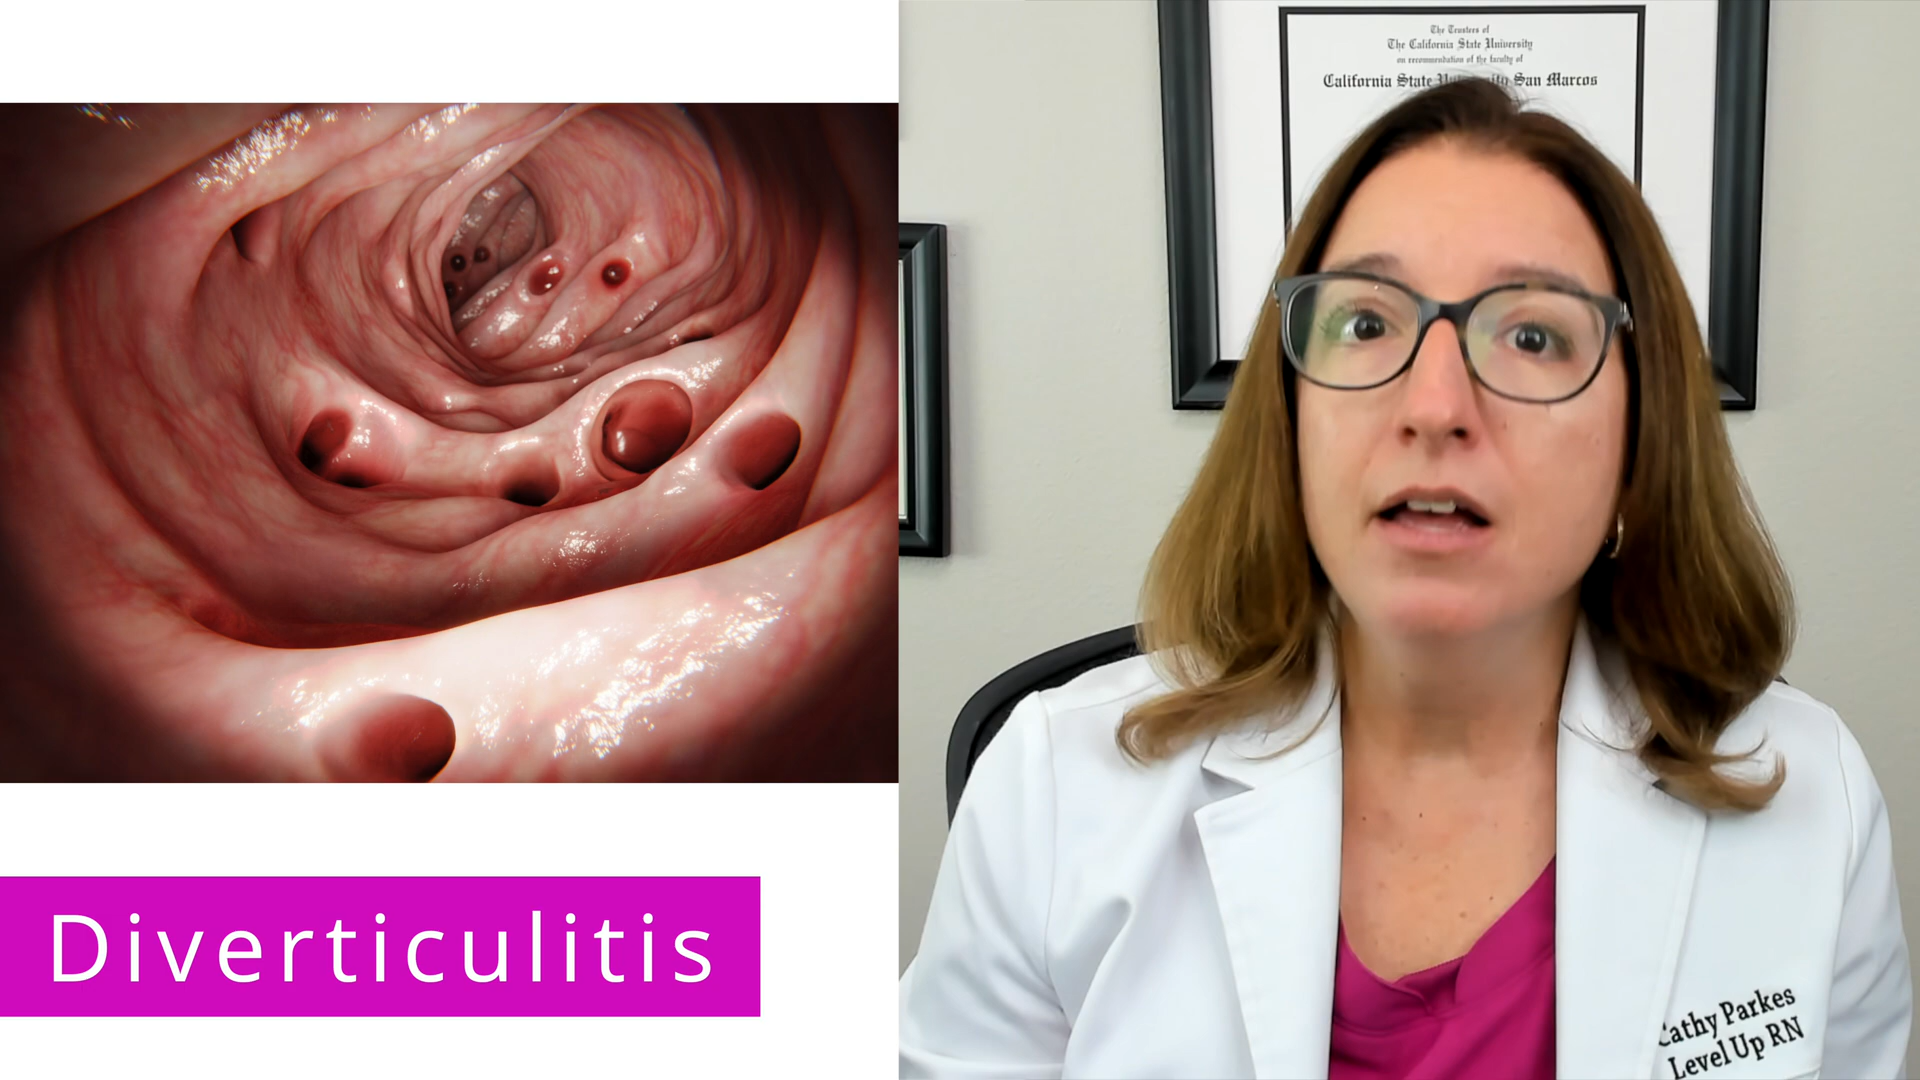 The Trustees of
The California State University
on recommendation of the faculty of
California State University San Marcos
Diverticulitis
Cathy Parkes
Level Up RN